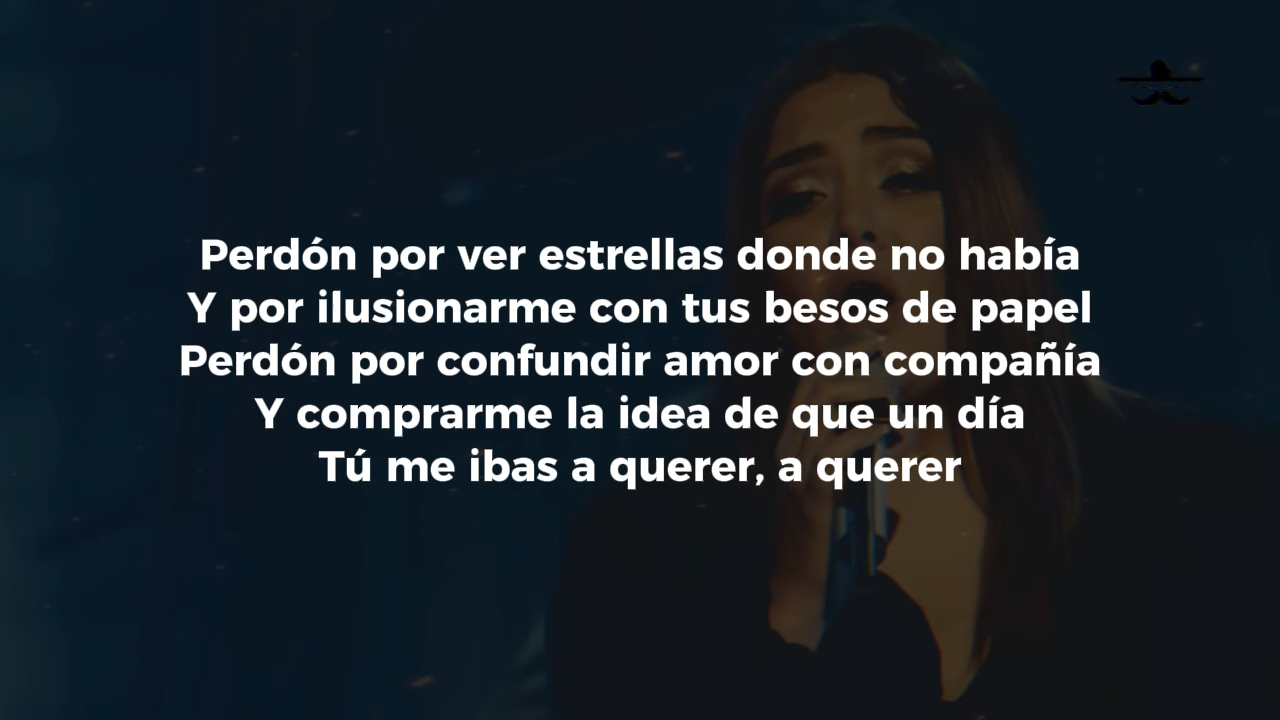 Perdón por ver estrellas donde no había
Y por ilusionarme con tus besos de papel
Perdón por confundir amor con compañía
Y comprarme la idea de que un día
Tú me ibas a querer, a querer